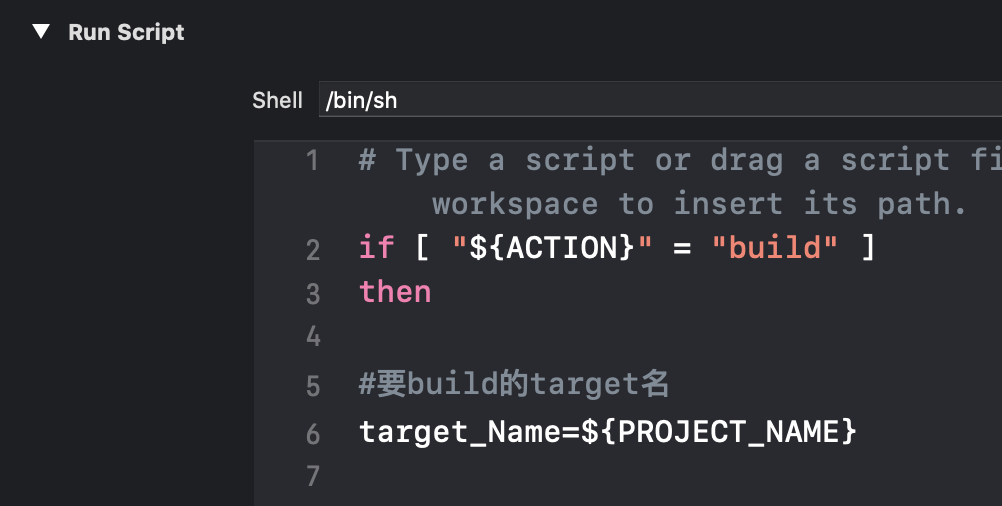 Run Script
Shell /bin/sh
1 # Type a script or drag a script
workspace to insert its path.
2 if [ "${ACTION}" = "build" ]
3 then
4
5 #要build的target名
6 target_Name=${PROJECT_NAME}
7